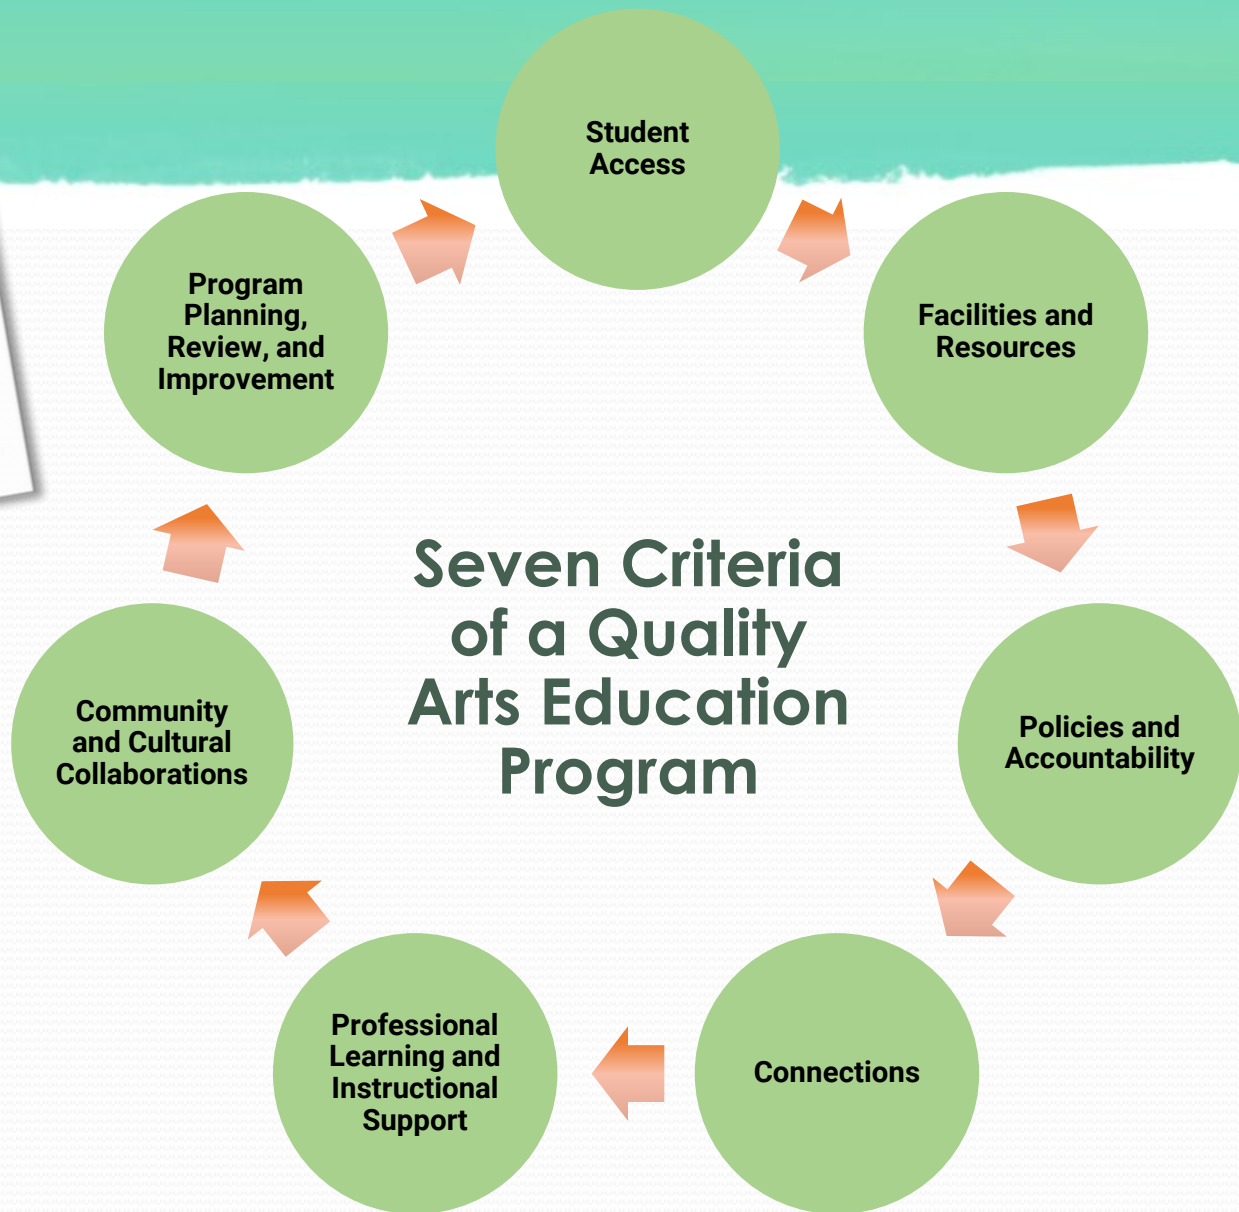 Student
Access
Facilities and
Resources
Policies and
Accountability
Connections
Professional
Learning and
Instructional
Support
Community
and Cultural
Collaborations
Program
Planning,
Review, and
Improvement
Seven Criteria
of a Quality
Arts Education
Program